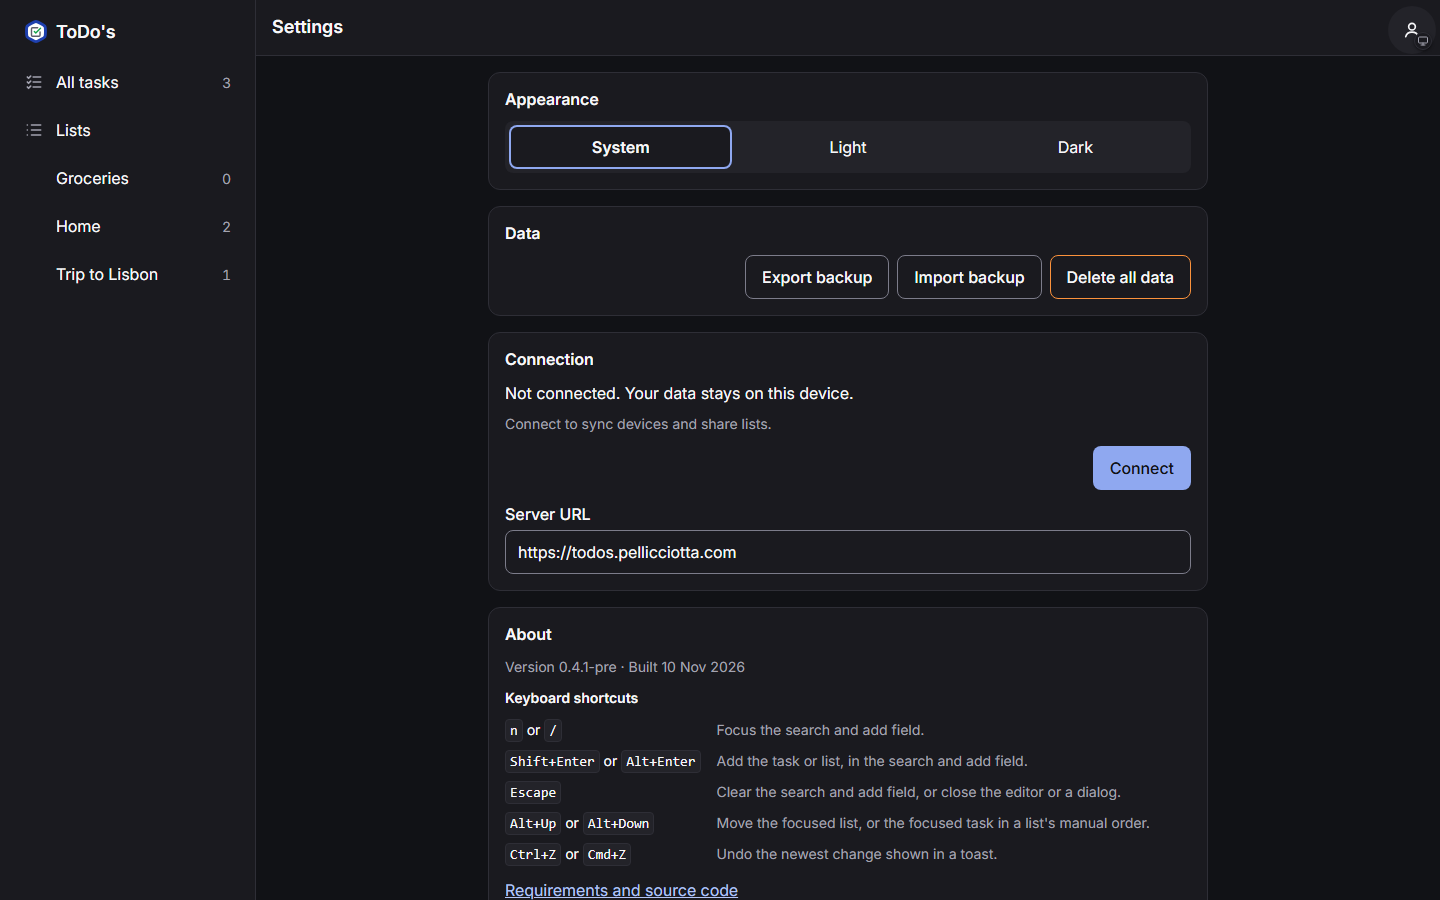 ToDo's
Settings
All tasks 3
Lists
Groceries 0
Home 2
Trip to Lisbon 1
Appearance
System Light Dark
Data
Export backup Import backup Delete all data
Connection
Not connected. Your data stays on this device.
Connect to sync devices and share lists.
Connect
Server URL
https://todos.pellicciotta.com
About
Version 0.4.1-pre · Built 10 Nov 2026
Keyboard shortcuts
n or / Focus the search and add field.
Shift+Enter or Alt+Enter Add the task or list, in the search and add field.
Escape Clear the search and add field, or close the editor or a dialog.
Alt+Up or Alt+Down Move the focused list, or the focused task in a list's manual order.
Ctrl+Z or Cmd+Z Undo the newest change shown in a toast.
Requirements and source code